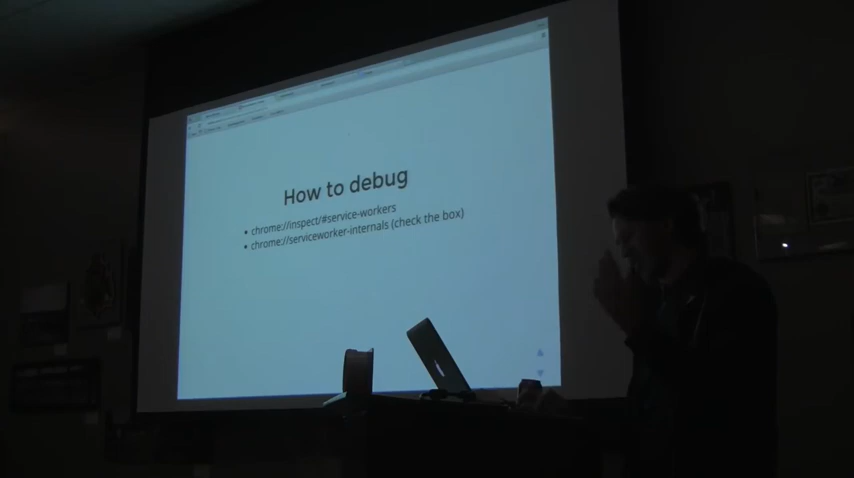 How to debug
chrome://inspect/#service-workers
chrome://serviceworker-internals (check the box)